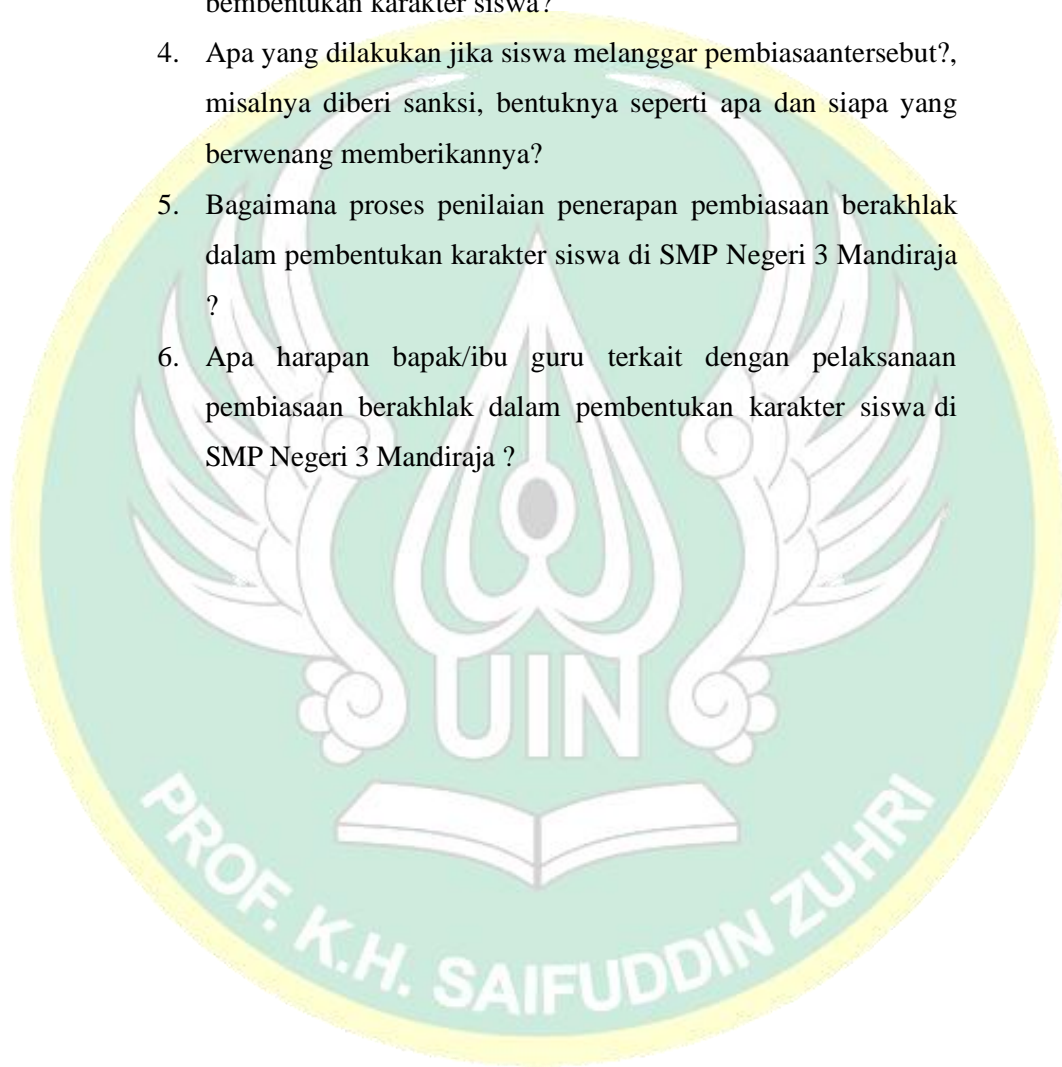 bembentukan karakter siswa?
4. Apa yang dilakukan jika siswa melanggar pembiasaantersebut?,
misalnya diberi sanksi, bentuknya seperti apa dan siapa yang
berwenang memberikannya?
5. Bagaimana proses penilaian penerapan pembiasaan berakhlak
dalam pembentukan karakter siswa di SMP Negeri 3 Mandiraja
?
6. Apa harapan bapak/ibu guru terkait dengan pelaksanaan
pembiasaan berakhlak dalam pembentukan karakter siswa di
SMP Negeri 3 Mandiraja ?
UIN
PROF. K.H. SAIFUDDIN ZUHRI